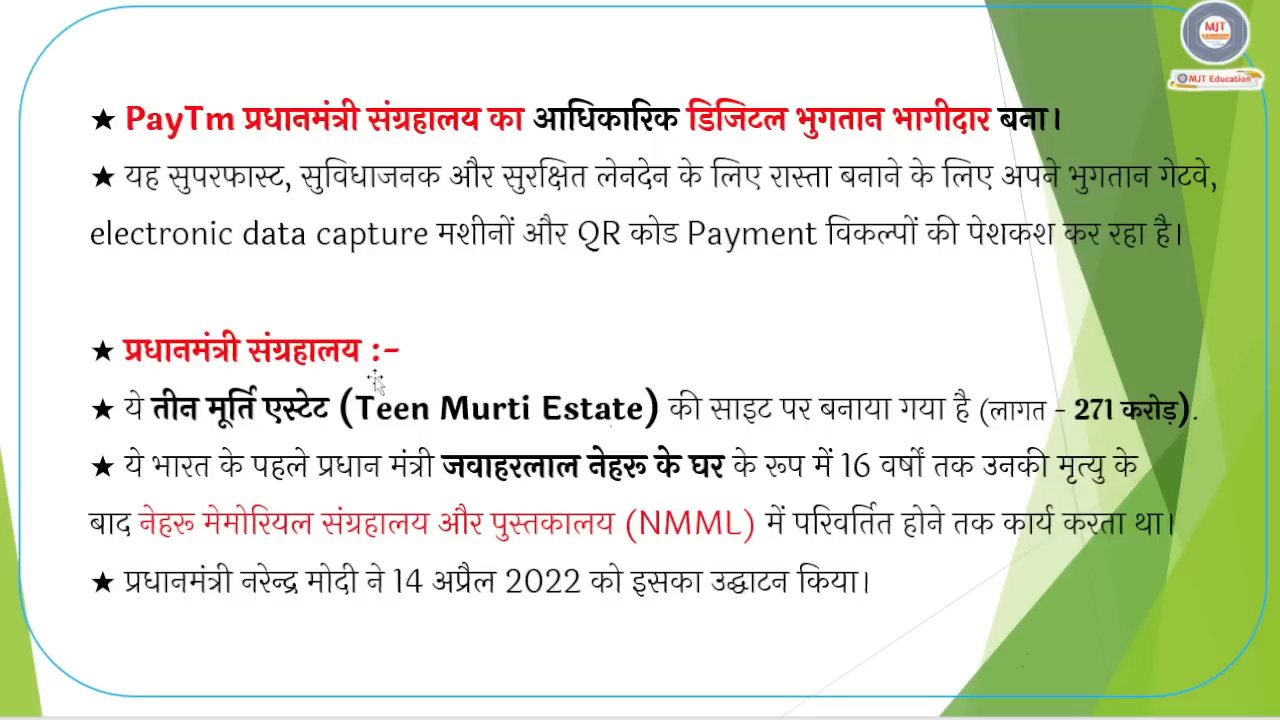 MJT
MJT Education
★ PayTm प्रधानमंत्री संग्रहालय का आधिकारिक डिजिटल भुगतान भागीदार बना।
★ यह सुपरफास्ट, सुविधाजनक और सुरक्षित लेनदेन के लिए रास्ता बनाने के लिए अपने भुगतान गेटवे,
electronic data capture मशीनों और QR कोड Payment विकल्पों की पेशकश कर रहा है।
★ प्रधानमंत्री संग्रहालय :-
★ ये तीन मूर्ति एस्टेट (Teen Murti Estate) की साइट पर बनाया गया है (लागत - 271 करोड़).
★ ये भारत के पहले प्रधान मंत्री जवाहरलाल नेहरू के घर के रूप में 16 वर्षों तक उनकी मृत्यु के
बाद नेहरू मेमोरियल संग्रहालय और पुस्तकालय (NMML) में परिवर्तित होने तक कार्य करता था।
★ प्रधानमंत्री नरेन्द्र मोदी ने 14 अप्रैल 2022 को इसका उद्घाटन किया।